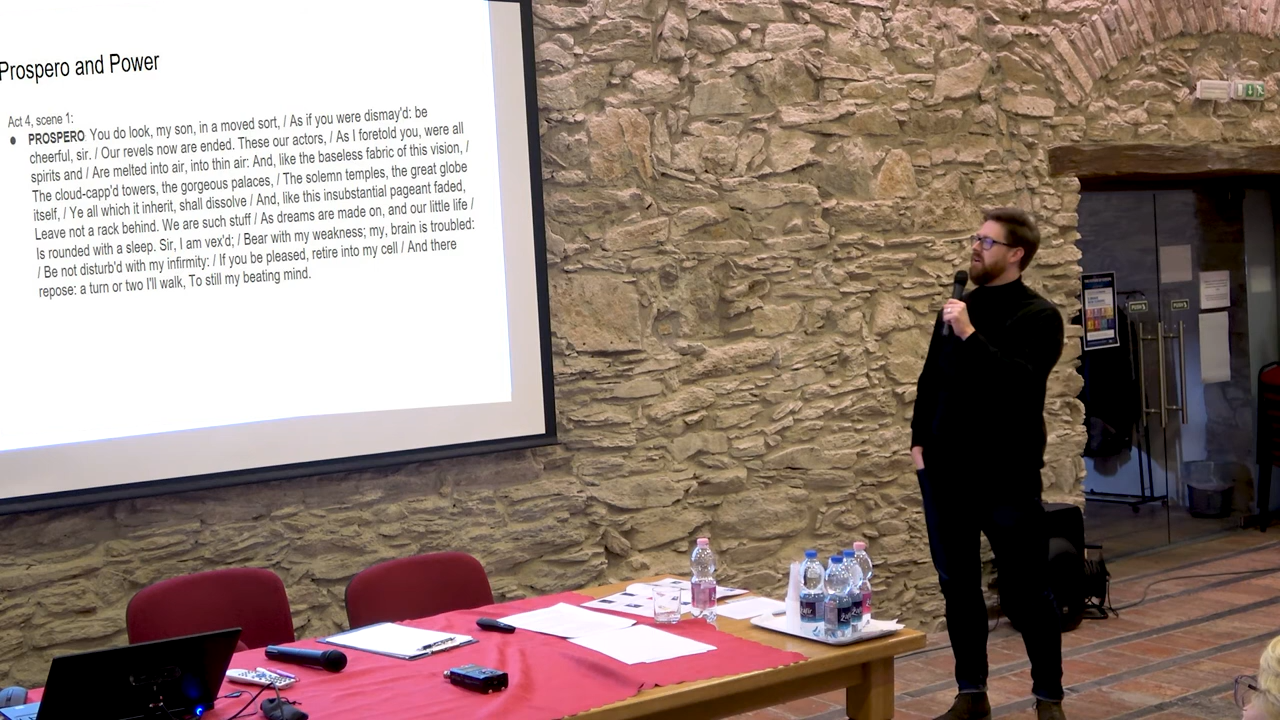 Prospero and Power
Act 4, scene 1:
● PROSPERO You do look, my son, in a moved sort, / As if you were dismay'd: be
cheerful, sir. / Our revels now are ended. These our actors, / As I foretold you, were all
spirits and / Are melted into air, into thin air: And, like the baseless fabric of this vision, /
The cloud-capp'd towers, the gorgeous palaces, / The solemn temples, the great globe
itself, / Ye all which it inherit, shall dissolve / And, like this insubstantial pageant faded,
Leave not a rack behind. We are such stuff / As dreams are made on, and our little life /
Is rounded with a sleep. Sir, I am vex'd; / Bear with my weakness; my, brain is troubled:
/ Be not disturb'd with my infirmity: / If you be pleased, retire into my cell / And there
repose: a turn or two I'll walk, To still my beating mind.